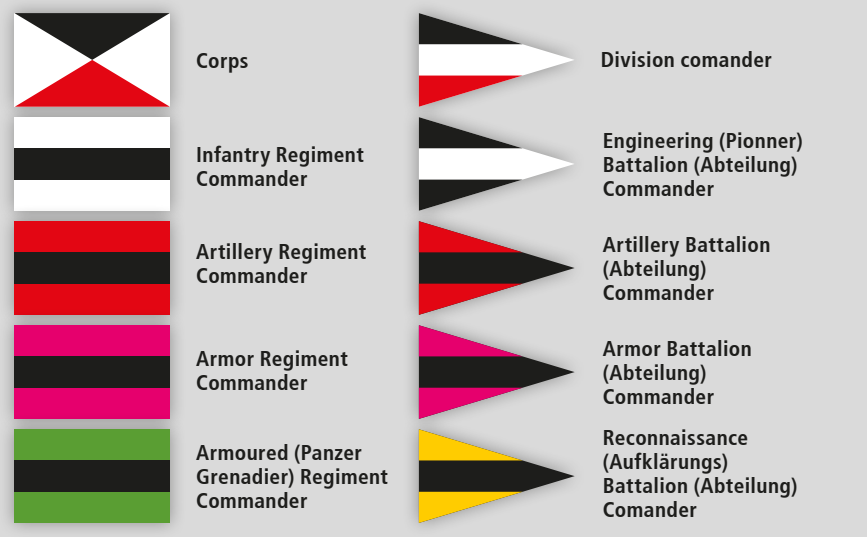 Corps
Division comander
Infantry Regiment
Commander
Engineering (Pionner)
Battalion (Abteilung)
Commander
Artillery Regiment
Commander
Artillery Battalion
(Abteilung)
Commander
Armor Regiment
Commander
Armor Battalion
(Abteilung)
Commander
Armoured (Panzer
Grenadier) Regiment
Commander
Reconnaissance
(Aufklärungs)
Battalion (Abteilung)
Comander